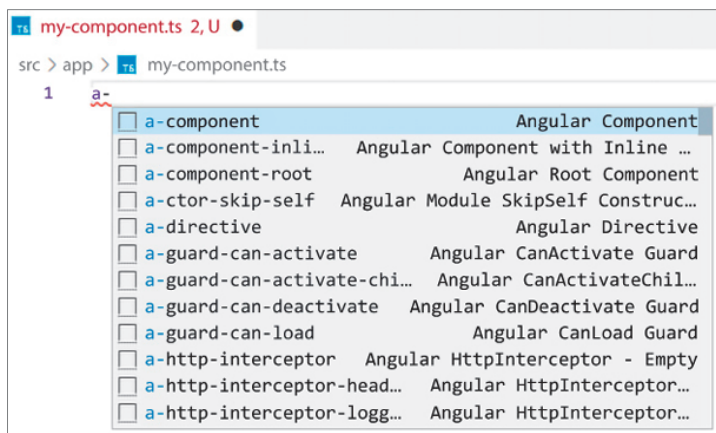 TS my-component.ts 2, U ●
src > app > TS my-component.ts
1 a-
a-component Angular Component
a-component-inli… Angular Component with Inline …
a-component-root Angular Root Component
a-ctor-skip-self Angular Module SkipSelf Construc…
a-directive Angular Directive
a-guard-can-activate Angular CanActivate Guard
a-guard-can-activate-chi… Angular CanActivateChil…
a-guard-can-deactivate Angular CanDeactivate Guard
a-guard-can-load Angular CanLoad Guard
a-http-interceptor Angular HttpInterceptor - Empty
a-http-interceptor-head… Angular HttpInterceptor…
a-http-interceptor-logg… Angular HttpInterceptor…